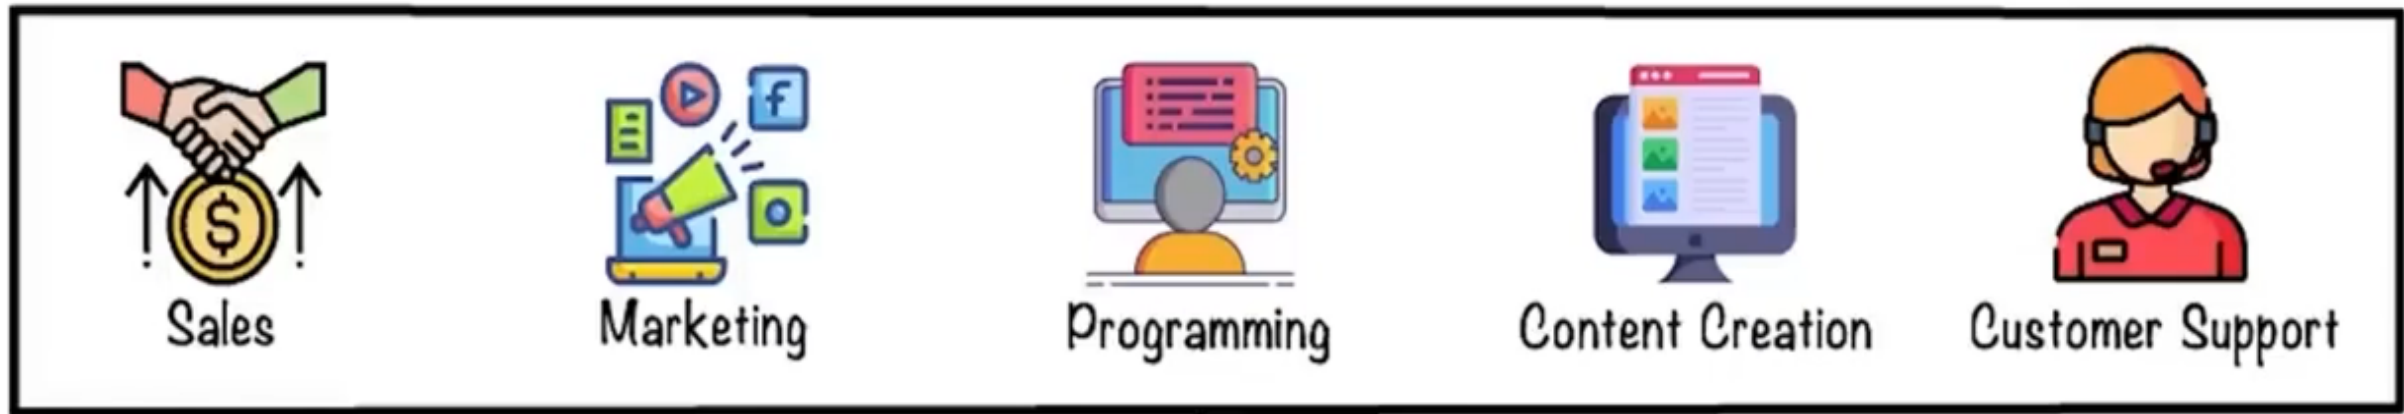 Sales
Marketing
Programming
Content Creation
Customer Support